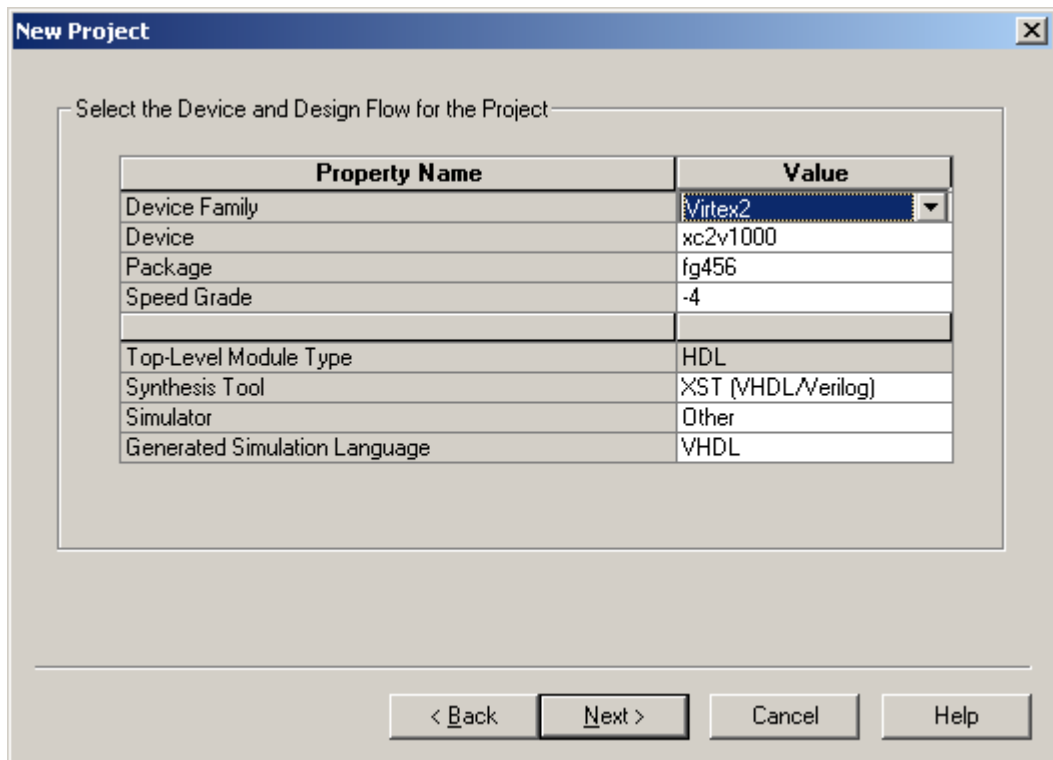 New Project
Select the Device and Design Flow for the Project
Property Name Value
Device Family Virtex2
Device xc2v1000
Package fg456
Speed Grade -4
Top-Level Module Type HDL
Synthesis Tool XST (VHDL/Verilog)
Simulator Other
Generated Simulation Language VHDL
< Back Next > Cancel Help